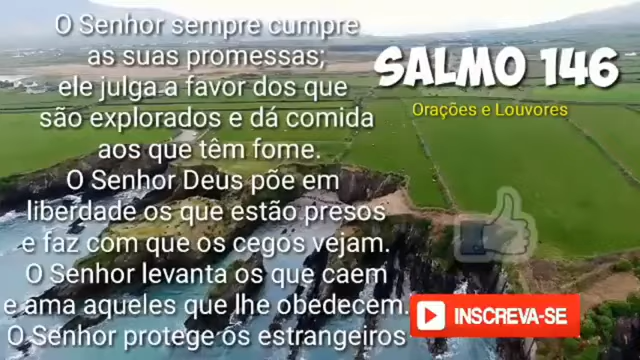 O Senhor sempre cumpre
as suas promessas;
ele julga a favor dos que
são explorados e dá comida
aos que têm fome.
O Senhor Deus põe em
liberdade os que estão presos
e faz com que os cegos vejam.
O Senhor levanta os que caem
e ama aqueles que lhe obedecem.
O Senhor protege os estrangeiros
SALMO 146
Orações e Louvores
INSCREVA-SE